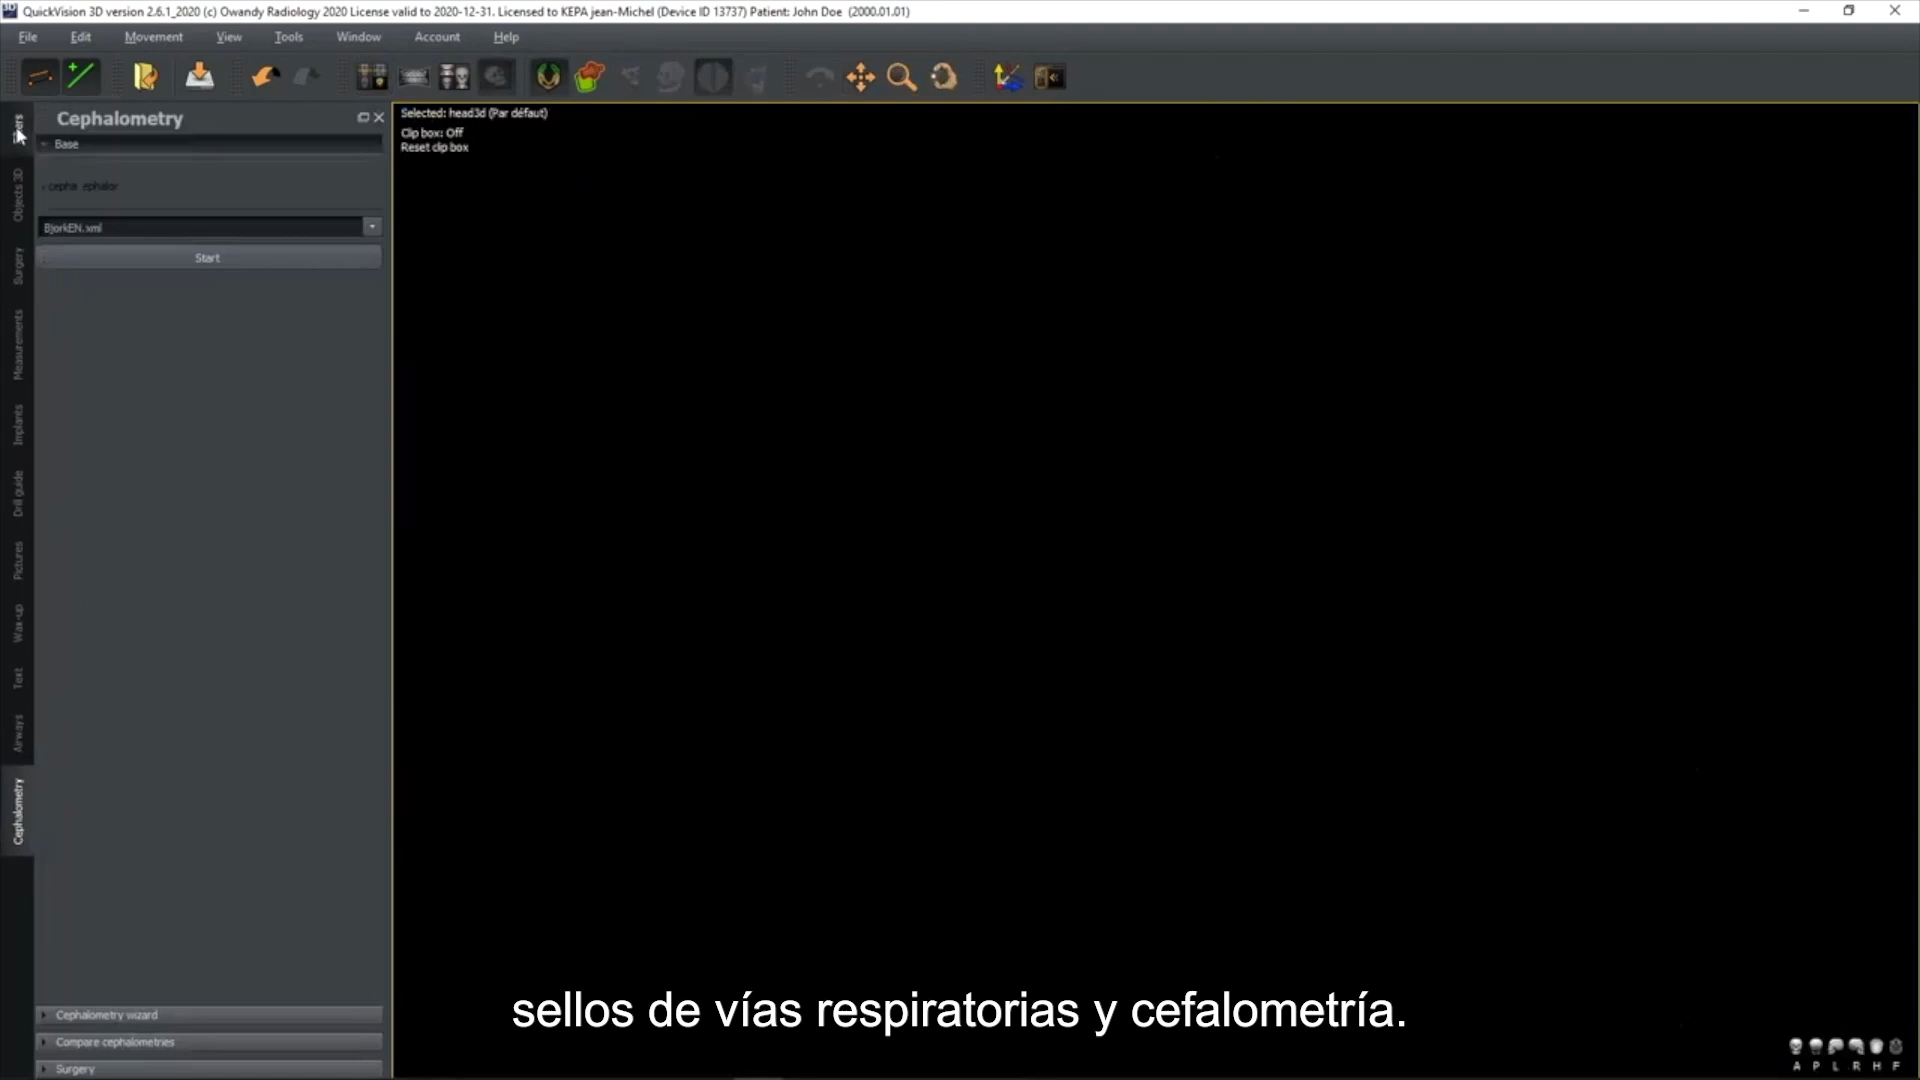 QuickVision 3D version 2.6.1_2020 (c) Owandy Radiology 2020 License valid to 2020-12-31. Licensed to KEPA jean-Michel (Device ID 13737) Patient: John Doe (2000.01.01)
File Edit Movement View Tools Window Account Help
Cephalometry
Base
BjorkEN.xml
Start
Objects 3D
Surgery
Measurements
Implants
Drill guide
Pictures
Wax-up
Text
Airways
Cephalometry
Cephalometry wizard
Compare cephalometries
Surgery
Selected: head3d (Par défaut)
Clip box: Off
Reset clip box
sellos de vías respiratorias y cefalometría.
A P L R H F